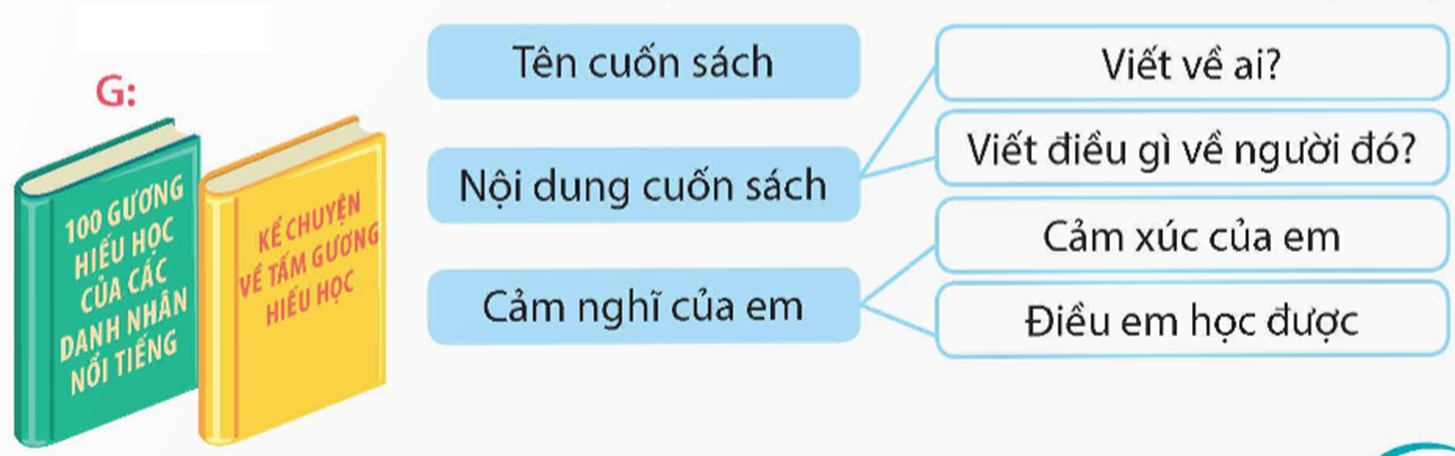 G:
100 GƯƠNG
HIẾU HỌC
CỦA CÁC
DANH NHÂN
NỔI TIẾNG
KỂ CHUYỆN
VỀ TẤM GƯƠNG
HIẾU HỌC
Tên cuốn sách
Nội dung cuốn sách
Cảm nghĩ của em
Viết về ai?
Viết điều gì về người đó?
Cảm xúc của em
Điều em học được